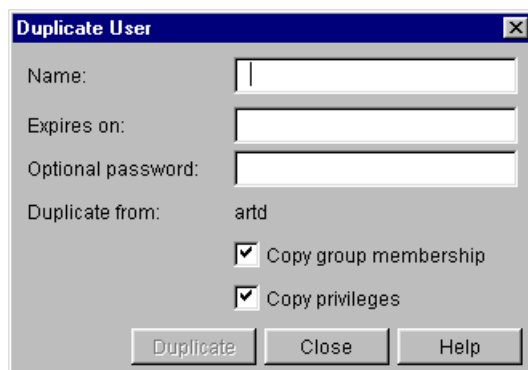 Duplicate User
Name:
Expires on:
Optional password:
Duplicate from: artd
Copy group membership
Copy privileges
Duplicate Close Help